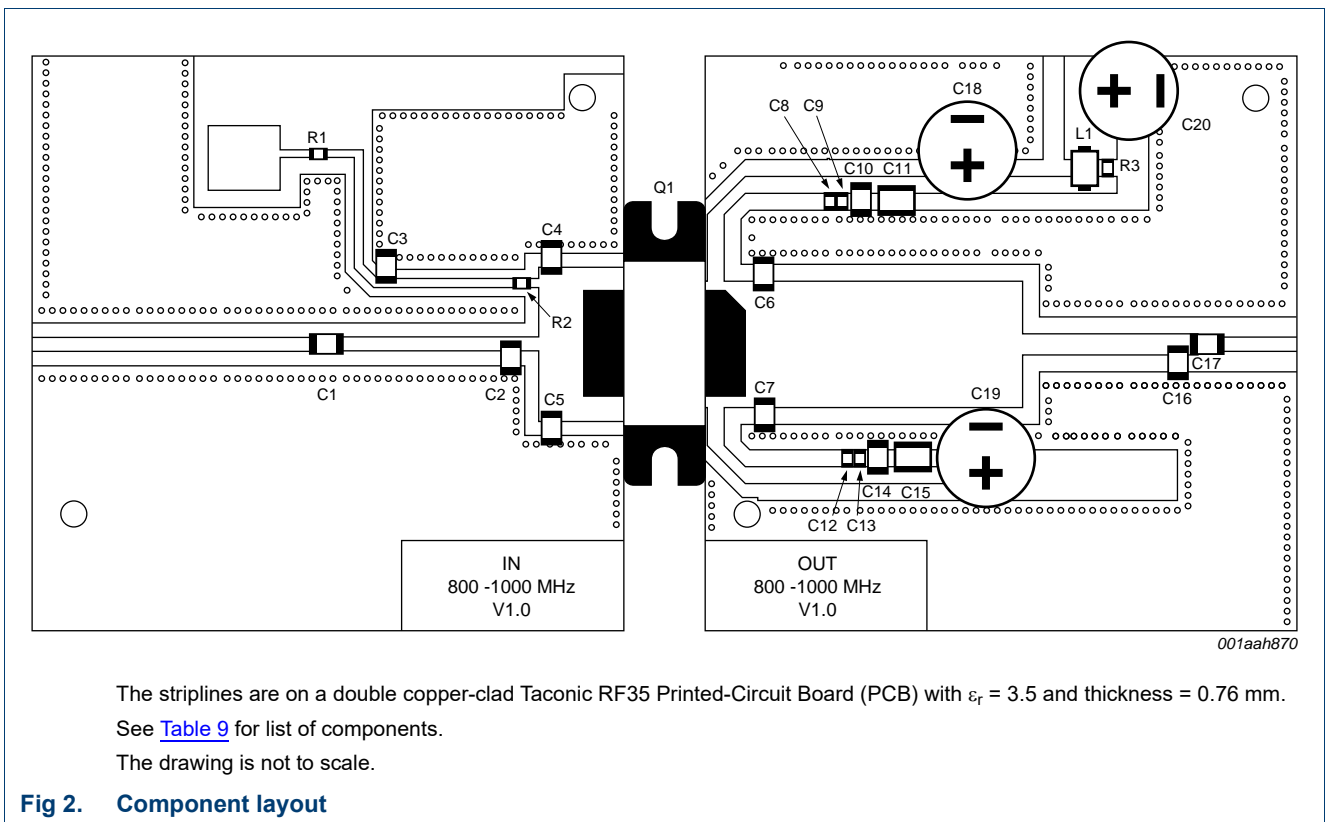 C18
C8 C9
C20
R1
L1
R3
C10 C11
Q1
C3
C4
C6
R2
C1
C2
C17
C16
C7
C19
C5
C14 C15
C12 C13
IN
800 -1000 MHz
V1.0
OUT
800 -1000 MHz
V1.0
001aah870
The striplines are on a double copper-clad Taconic RF35 Printed-Circuit Board (PCB) with εr = 3.5 and thickness = 0.76 mm.
See Table 9 for list of components.
The drawing is not to scale.
Fig 2. Component layout